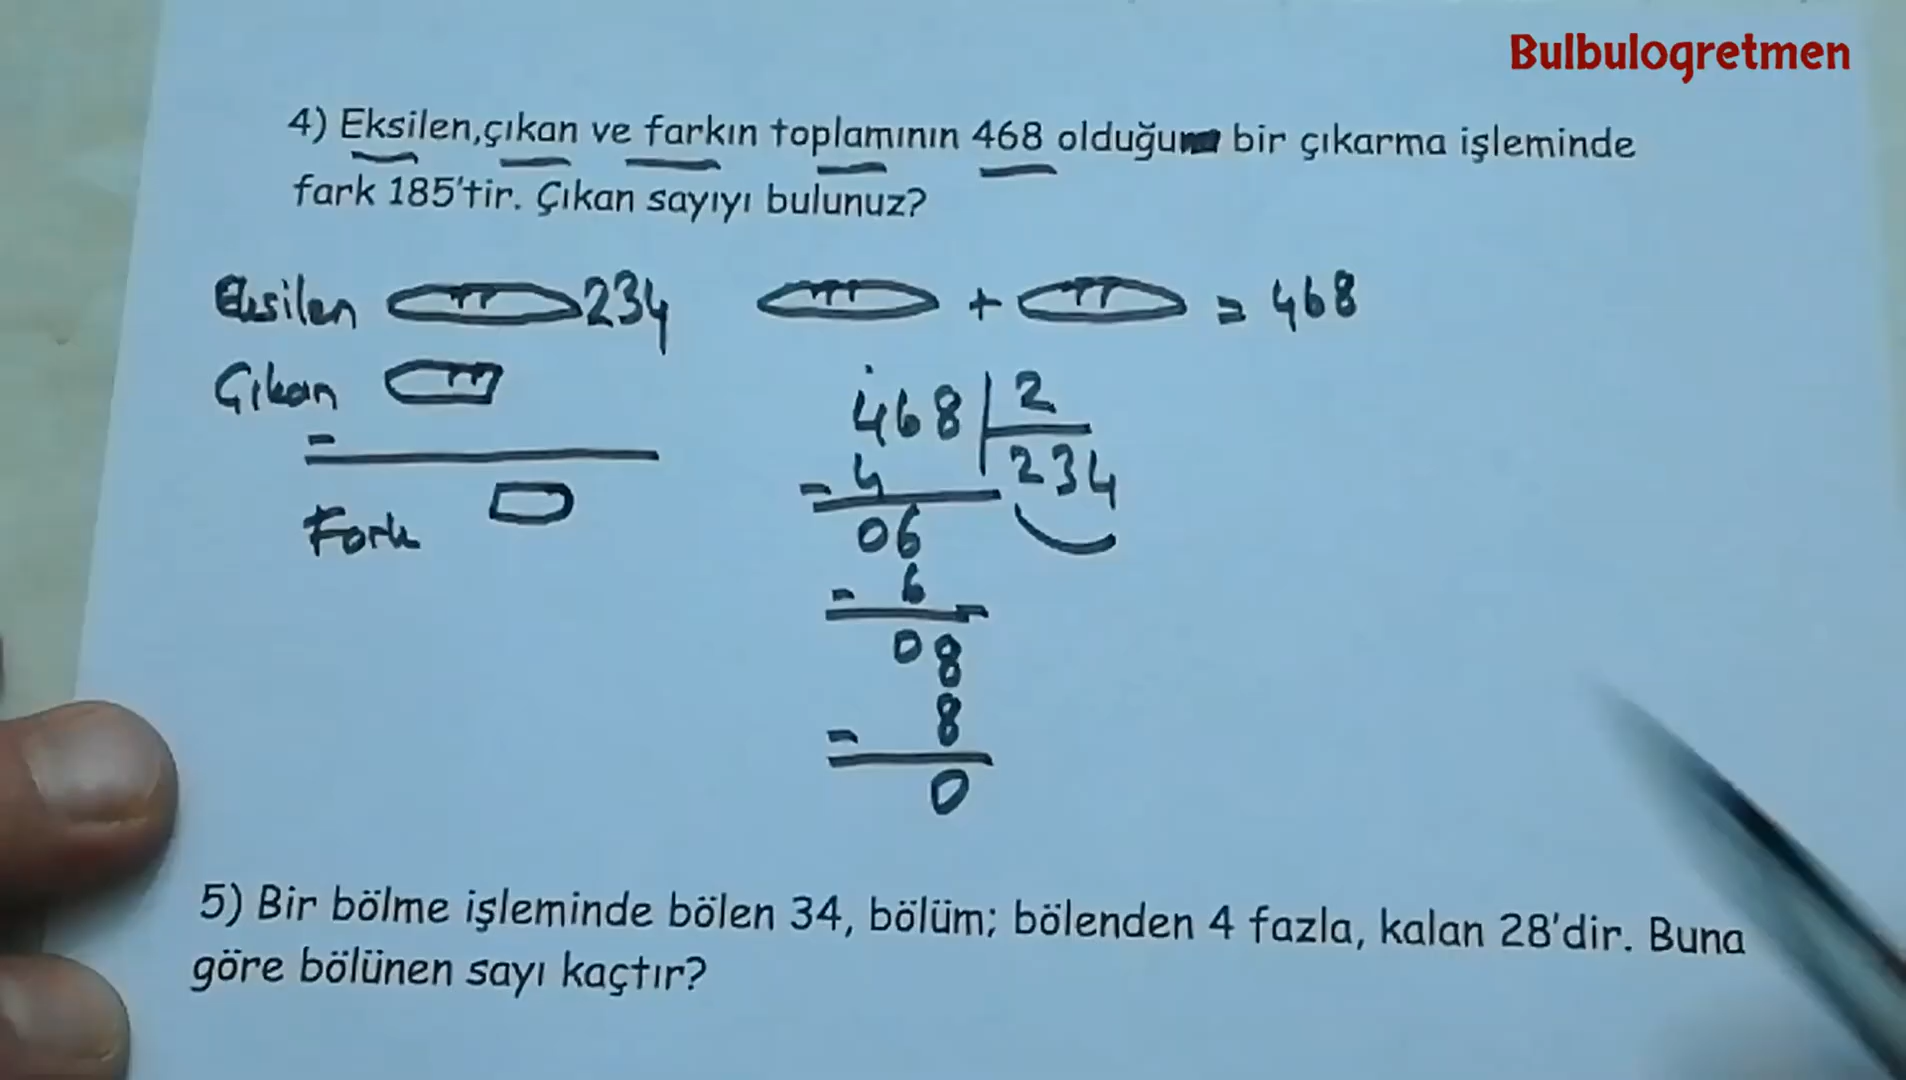 Bulbulogretmen
4) Eksilen,çıkan ve farkın toplamının 468 olduğu bir çıkarma işleminde
fark 185'tir. Çıkan sayıyı bulunuz?
Eksilen 234
+ = 468
Çıkan
-
Fark
468 2
- 4 234
06
- 6
08
- 8
0
5) Bir bölme işleminde bölen 34, bölüm; bölenden 4 fazla, kalan 28'dir. Buna
göre bölünen sayı kaçtır?